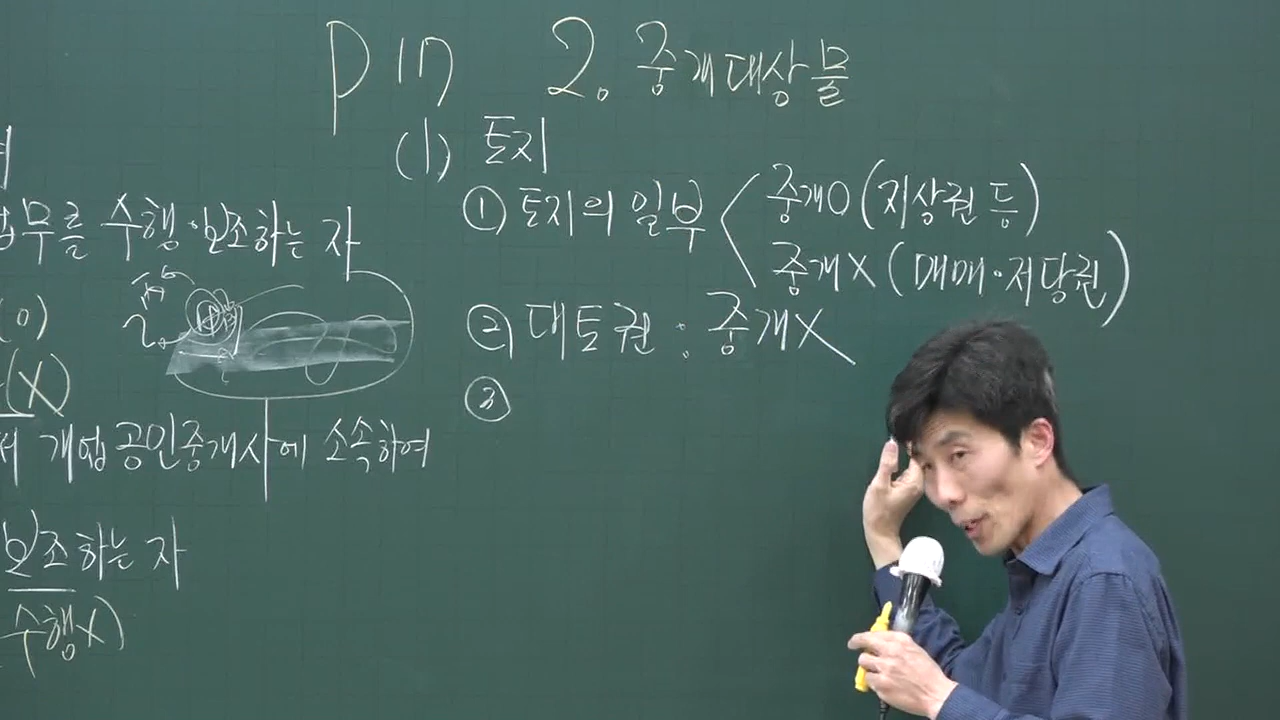 P 17 2. 중개대상물
(1) 토지
① 토지의 일부 < 중개O (지상권 등)
중개X (매매·저당권)
② 대토권 : 중개X
③
무를 수행·보조하는 자
(O)
(X)
개업공인중개사에 소속하여
보조하는 자
수행X)